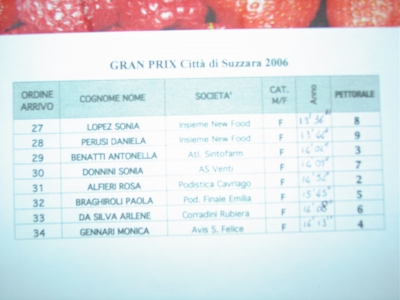 GRAN PRIX Città di Suzzara 2006
ORDINE ARRIVO COGNOME NOME SOCIETA' CAT. M/F Anno PETTORALE
27 LOPEZ SONIA Insieme New Food F 13'36" 8
28 PERUSI DANIELA Insieme New Food F 9
29 BENATTI ANTONELLA Atl. Sintofarm F 3
30 DONNINI SONIA AS Venti F 7
31 ALFIERI ROSA Podistica Cavriago F 2
32 BRAGHIROLI PAOLA Pod. Finale Emilia F 5
33 DA SILVA ARLENE Corradini Rubiera F 6
34 GENNARI MONICA Avis S. Felice F 4